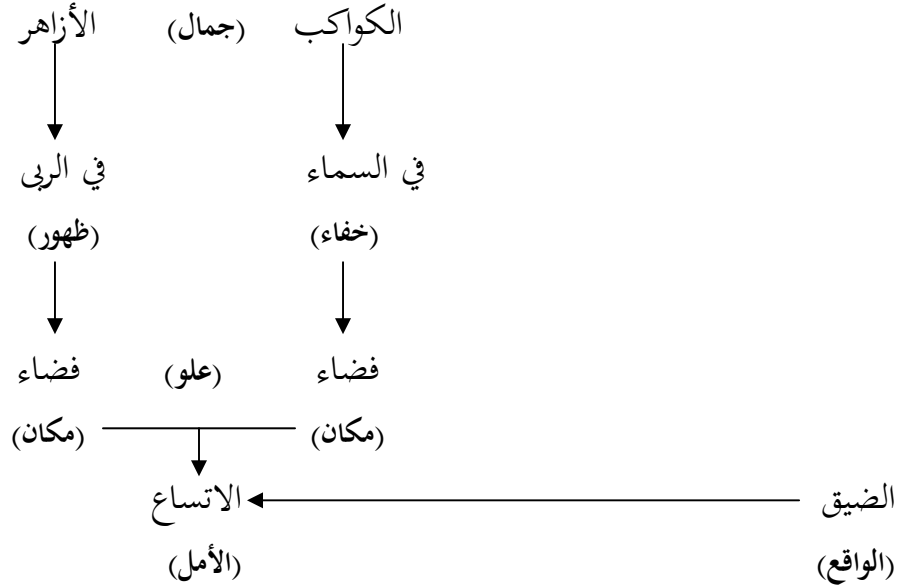 الكواكب (جمال) الأزاهر
في السماء في الربى
(خفاء) (ظهور)
فضاء (علو) فضاء
(مكان) (مكان)
الضيق الاتساع
(الواقع) (الأمل)